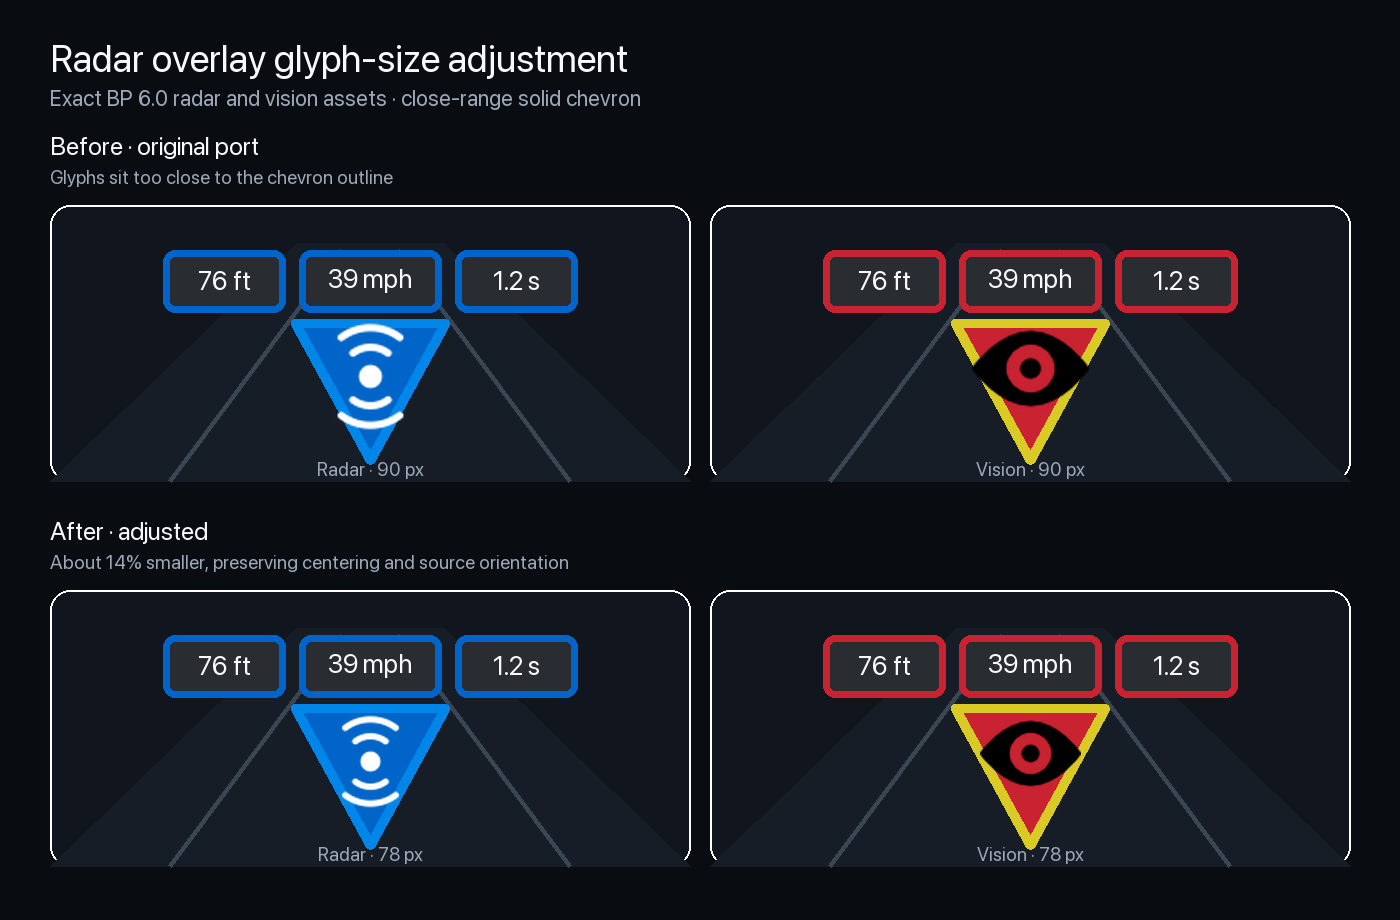 Radar overlay glyph-size adjustment
Exact BP 6.0 radar and vision assets · close-range solid chevron
Before · original port
Glyphs sit too close to the chevron outline
76 ft 39 mph 1.2 s
76 ft 39 mph 1.2 s
Radar · 90 px
Vision · 90 px
After · adjusted
About 14% smaller, preserving centering and source orientation
76 ft 39 mph 1.2 s
76 ft 39 mph 1.2 s
Radar · 78 px
Vision · 78 px